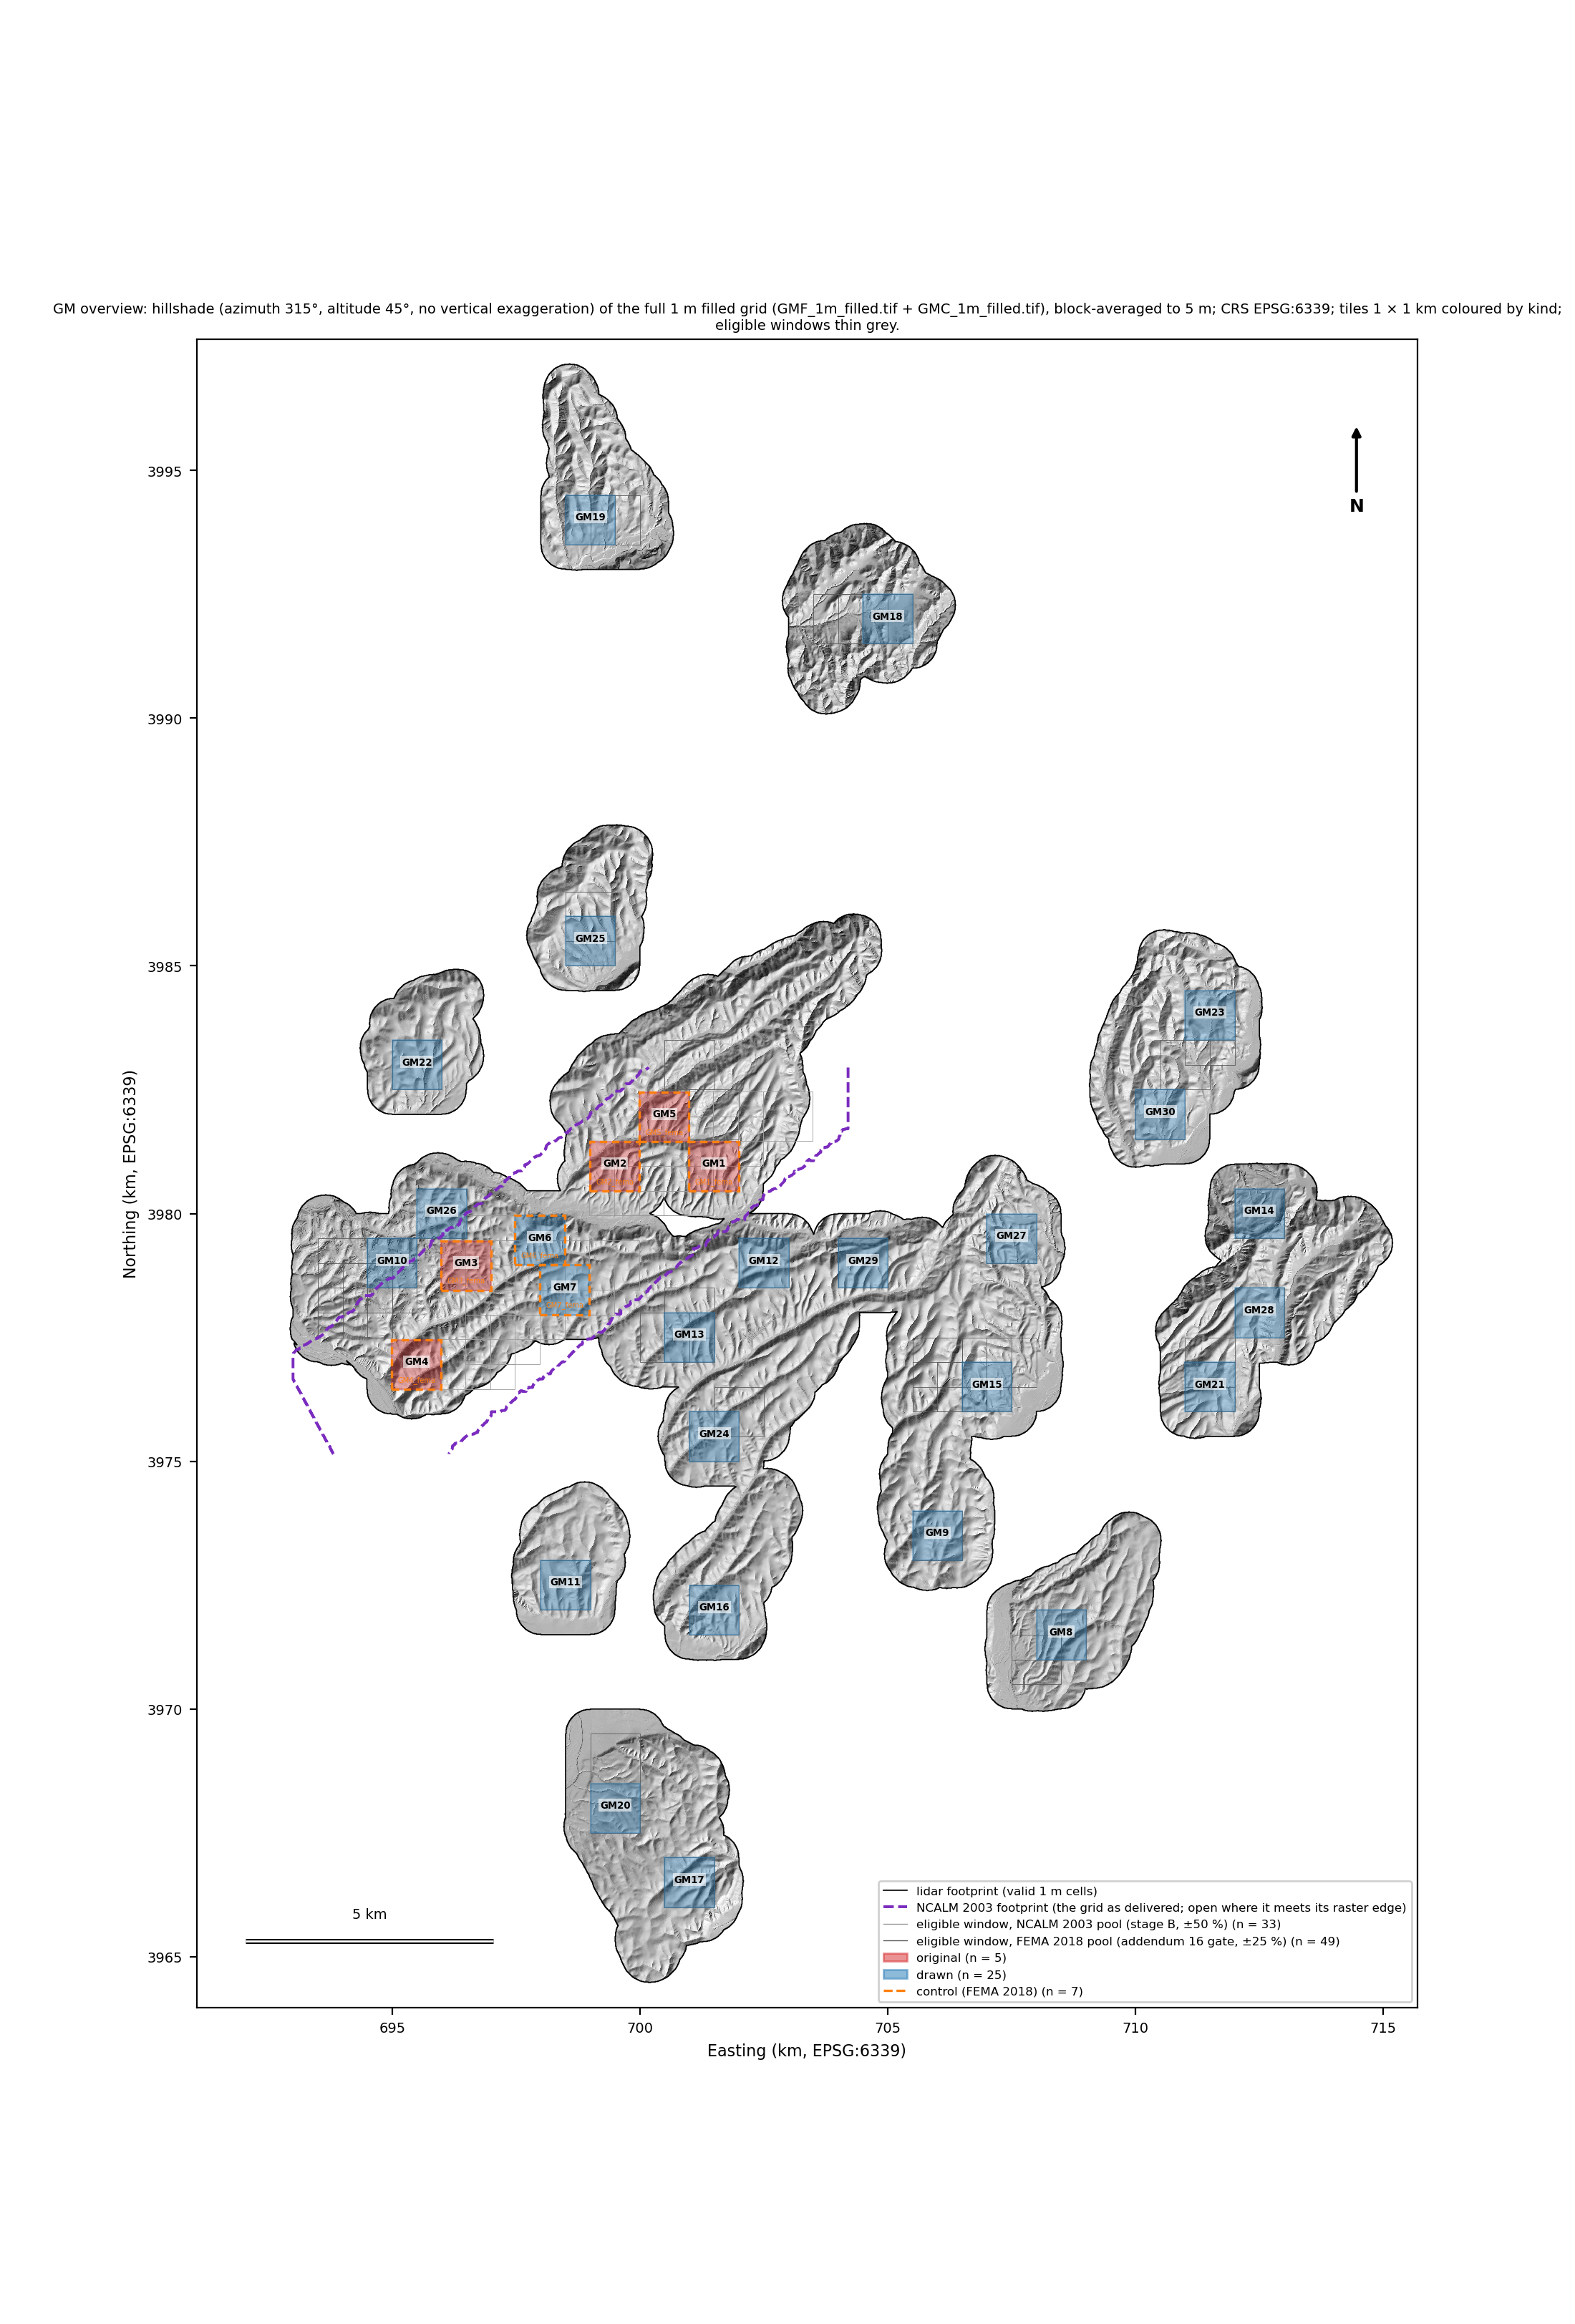 GM overview: hillshade (azimuth 315°, altitude 45°, no vertical exaggeration) of the full 1 m filled grid (GMF_1m_filled.tif + GMC_1m_filled.tif), block-averaged to 5 m; CRS EPSG:6339; tiles 1 × 1 km coloured by kind;
eligible windows thin grey.
3995
N
GM19
GM18
3990
GM25
3985
GM23
GM22
GM5
GM30
GM2
GM1
3980
GM26
GM14
GM6
GM27
GM10
GM3
GM12
GM29
GM7
GM28
GM13
GM4
GM15
GM21
GM24
3975
GM9
GM11
GM16
GM8
3970
GM20
GM17
3965
5 km
Northing (km, EPSG:6339)
lidar footprint (valid 1 m cells)
NCALM 2003 footprint (the grid as delivered; open where it meets its raster edge)
eligible window, NCALM 2003 pool (stage B, ±50 %) (n = 33)
eligible window, FEMA 2018 pool (addendum 16 gate, ±25 %) (n = 49)
original (n = 5)
drawn (n = 25)
control (FEMA 2018) (n = 7)
695
700
705
710
715
Easting (km, EPSG:6339)